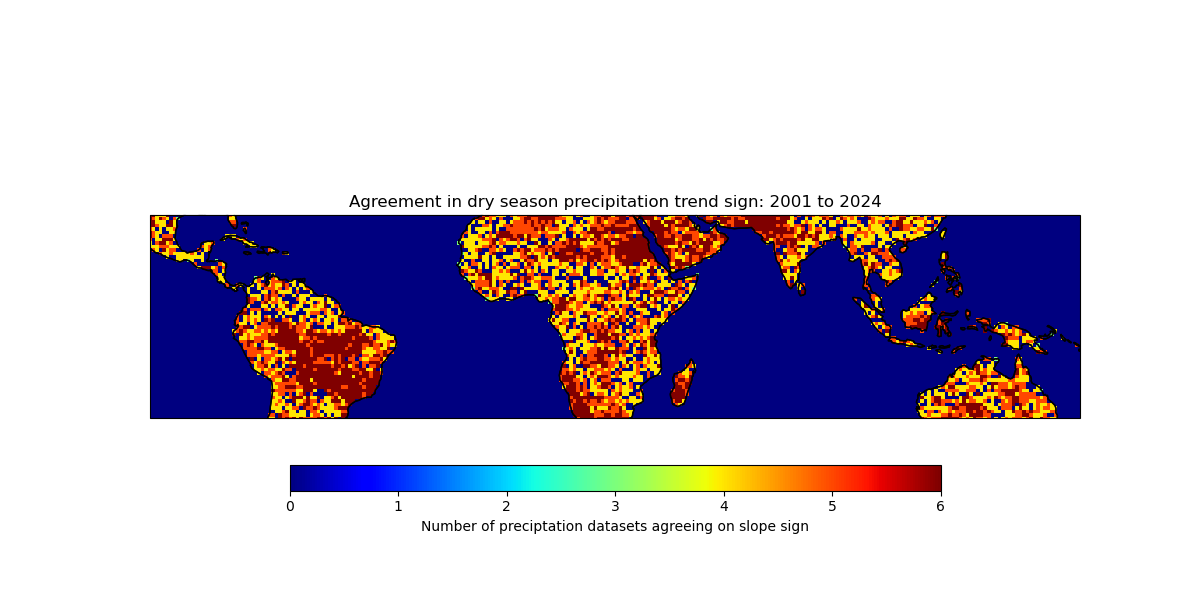 Agreement in dry season precipitation trend sign: 2001 to 2024
0 1 2 3 4 5 6
Number of preciptation datasets agreeing on slope sign